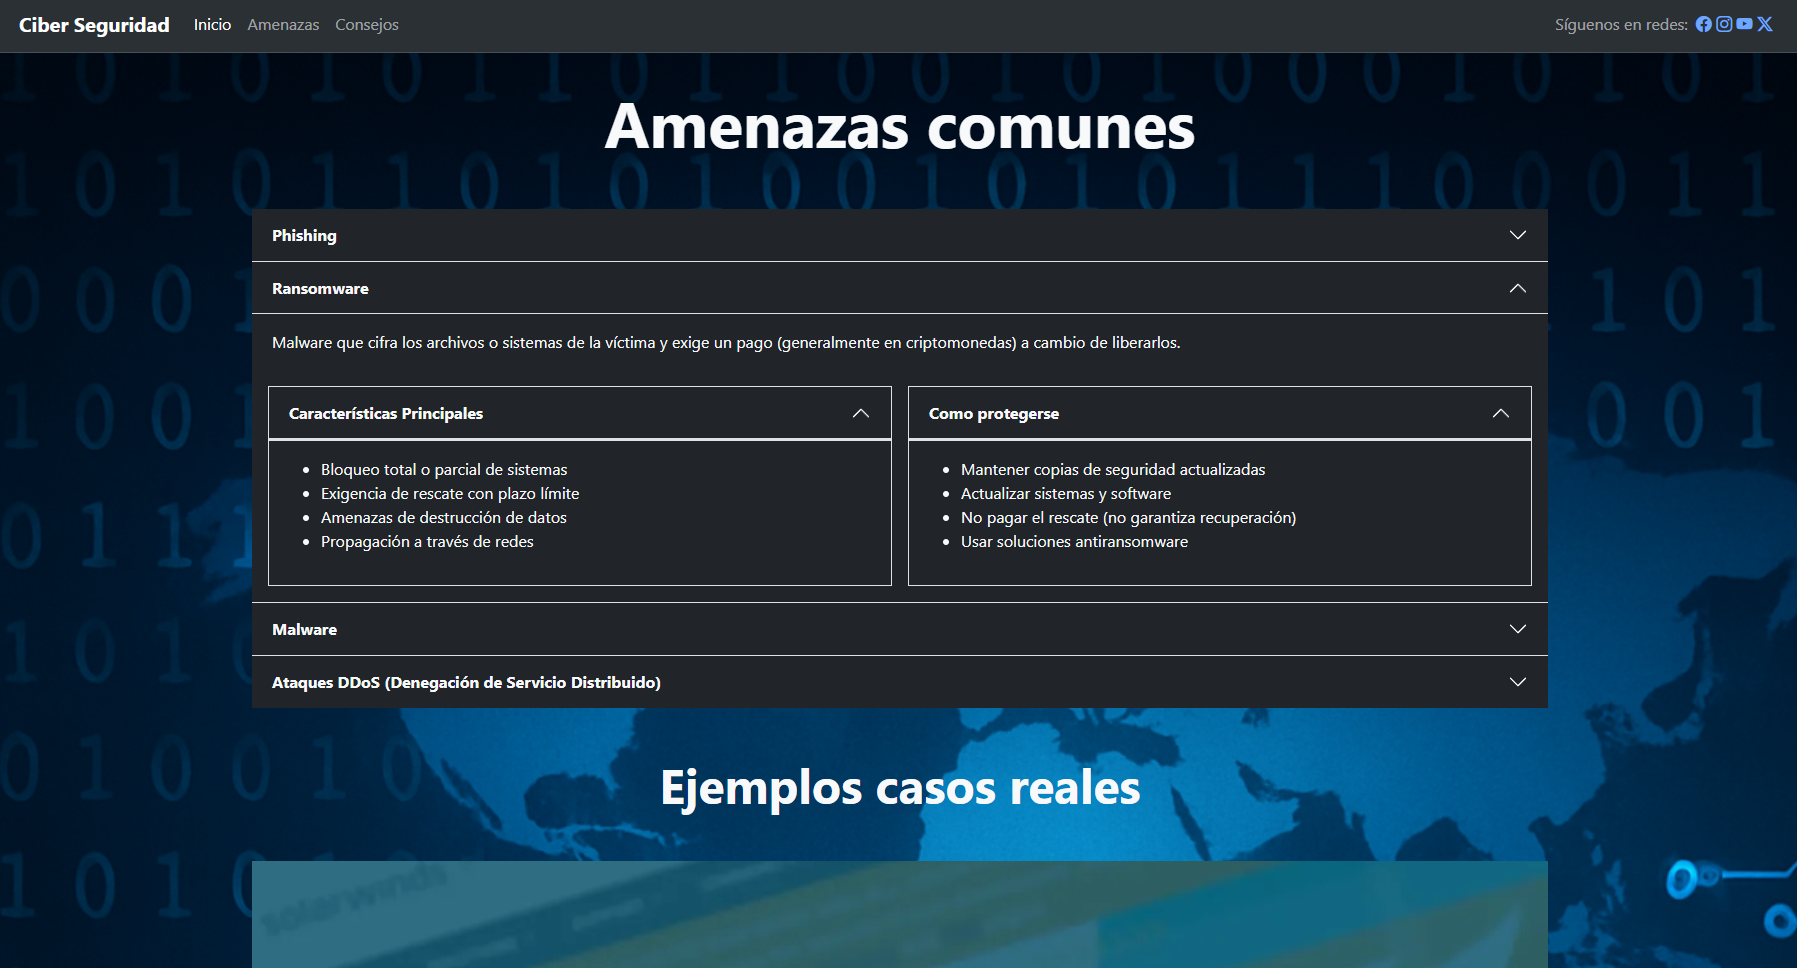 Ciber Seguridad Inicio Amenazas Consejos Síguenos en redes:
Amenazas comunes
Phishing
Ransomware
Malware que cifra los archivos o sistemas de la víctima y exige un pago (generalmente en criptomonedas) a cambio de liberarlos.
Características Principales
Bloqueo total o parcial de sistemas
Exigencia de rescate con plazo límite
Amenazas de destrucción de datos
Propagación a través de redes
Como protegerse
Mantener copias de seguridad actualizadas
Actualizar sistemas y software
No pagar el rescate (no garantiza recuperación)
Usar soluciones antiransomware
Malware
Ataques DDoS (Denegación de Servicio Distribuido)
Ejemplos casos reales
solarwinds